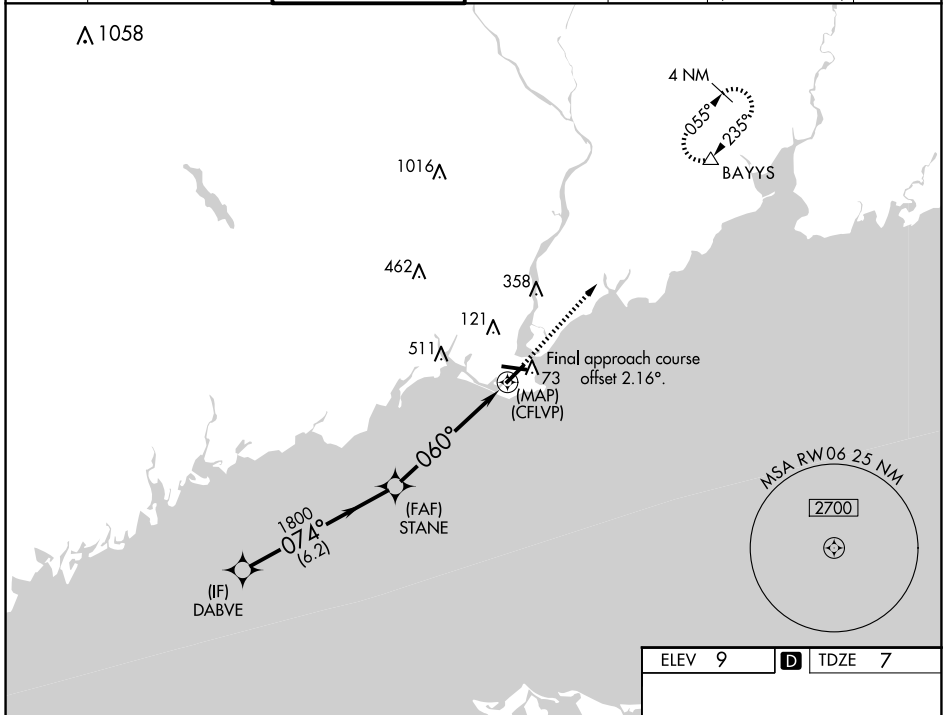 1058
4 NM
055°
235°
BAYYS
1016
462
358
121
511
Final approach course
offset 2.16°.
73
(MAP)
(CFLVP)
060°
(FAF)
STANE
1800
074°
(6.2)
(IF)
DABVE
MSA RW06 25 NM
2700
ELEV 9 D TDZE 7